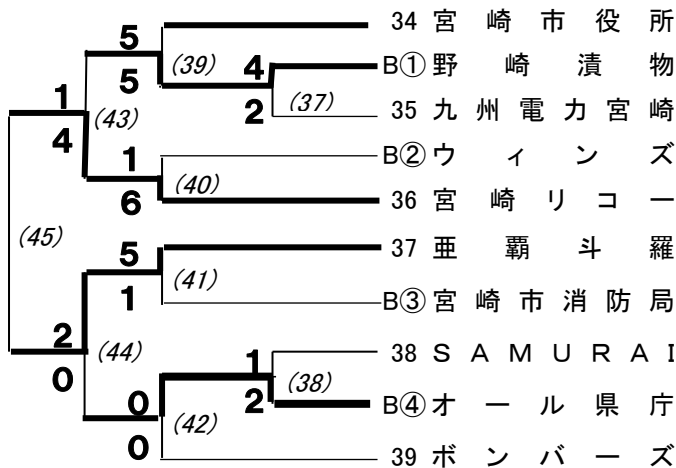 34 宮崎市役所
5
(39)
4
B① 野崎漬物
5
1
(43)
2
(37)
35 九州電力宮崎
4
1
B② ウィンズ
(40)
6
36 宮崎リコー
(45)
5
37 亜覇斗羅
(41)
1
B③ 宮崎市消防局
2
(44)
0
1
38 SAMURAI
(38)
0
2
B④ オール県庁
(42)
0
39 ボンバーズ